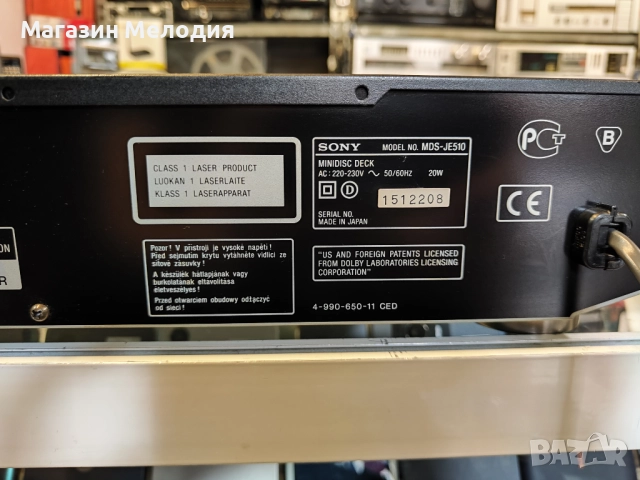 Магазин Мелодия
CLASS 1 LASER PRODUCT
LUOKAN 1 LASERLAITE
KLASS 1 LASERAPPARAT
SONY MODEL NO. MDS-JE510
MINIDISC DECK
AC: 220-230V ~ 50/60HZ 20W
D
1512208
SERIAL NO.
MADE IN JAPAN
PCT
B
CE
ON
R
Pozor! V přístroji je vysoké napětí!
Před sejmutím krytu vytáhněte vidlici ze
síťové zásuvky!
A készülék hátlapjának vagy
burkolatának eltávolítása
életveszélyes!
Przed otwarciem obudowy odłączyć
od sieci!
"US AND FOREIGN PATENTS LICENSED
FROM DOLBY LABORATORIES LICENSING
CORPORATION"
4-990-650-11 CED
BAZAR